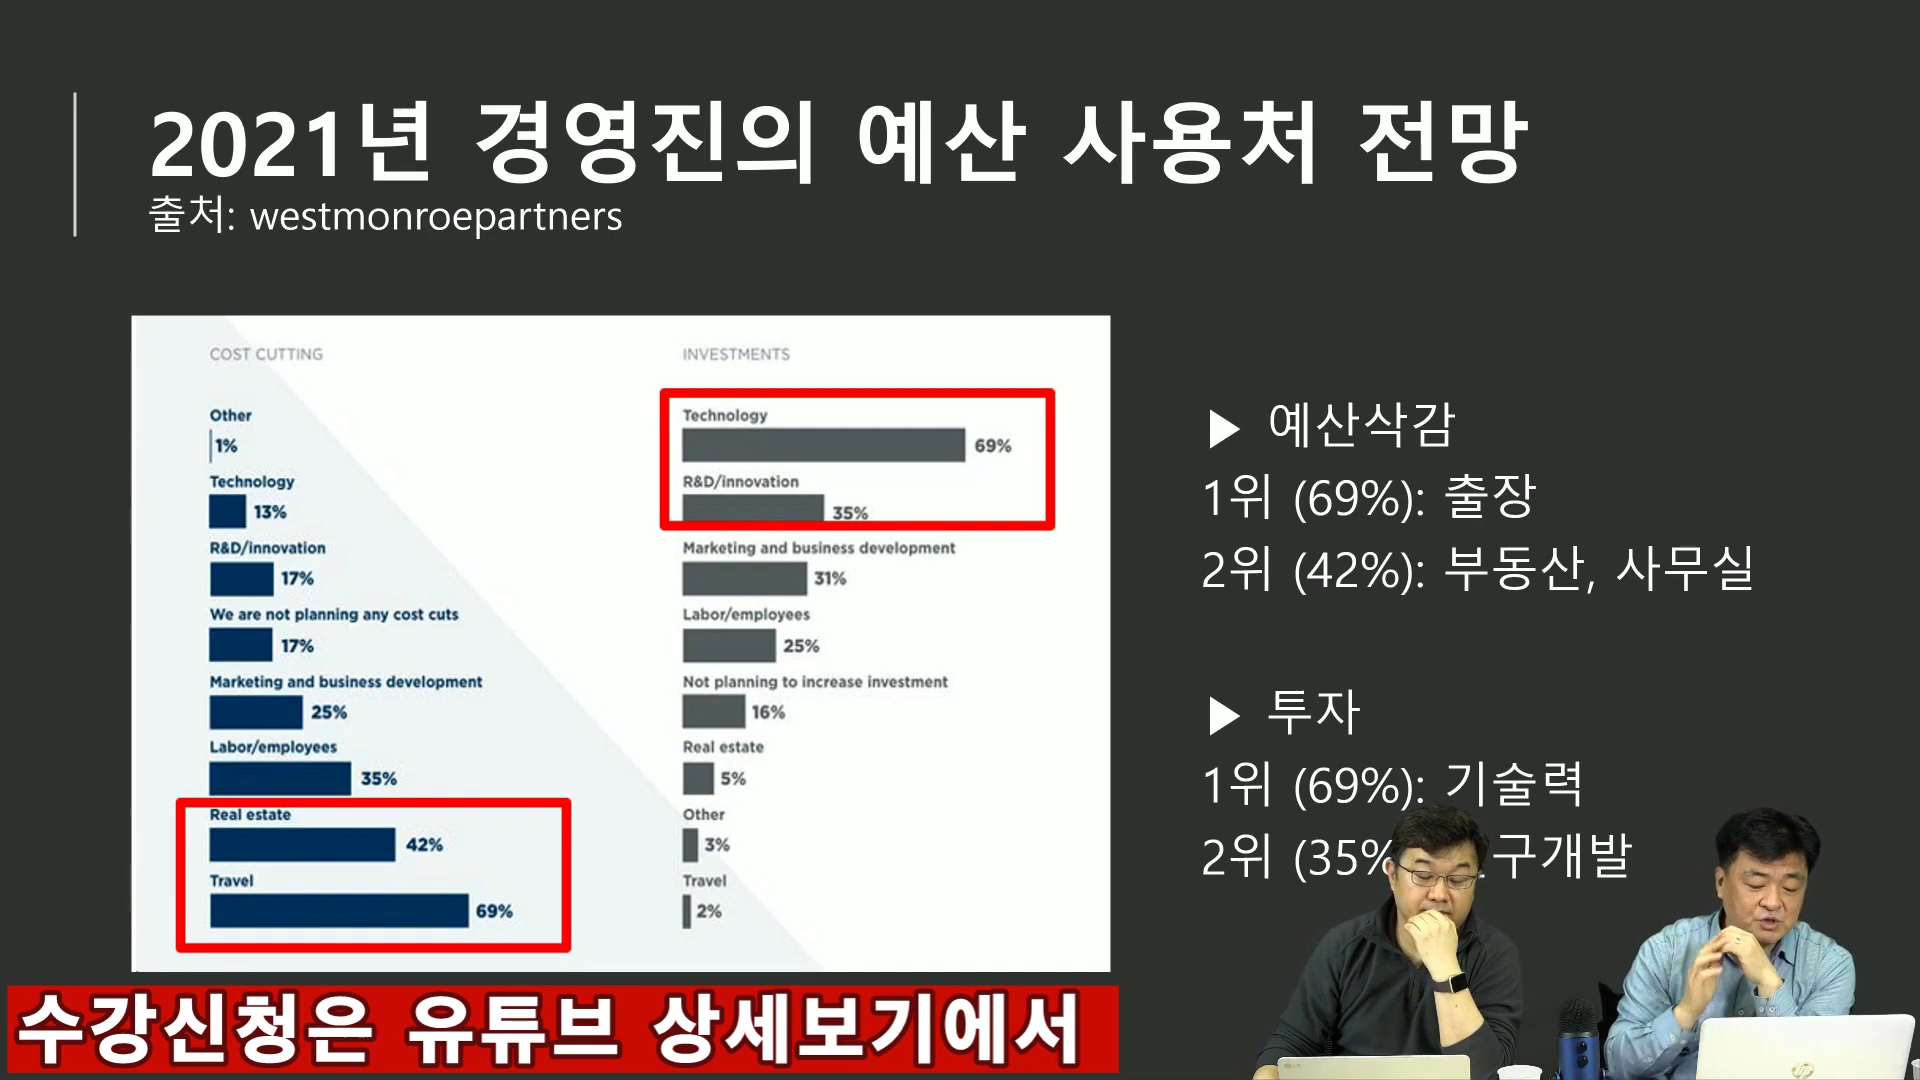 2021년 경영진의 예산 사용처 전망
출처: westmonroepartners
COST CUTTING
Other
1%
Technology
13%
R&D/innovation
17%
We are not planning any cost cuts
17%
Marketing and business development
25%
Labor/employees
35%
Real estate
42%
Travel
69%
INVESTMENTS
Technology
69%
R&D/innovation
35%
Marketing and business development
31%
Labor/employees
25%
Not planning to increase investment
16%
Real estate
5%
Other
3%
Travel
2%
▶ 예산삭감
1위 (69%): 출장
2위 (42%): 부동산, 사무실
▶ 투자
1위 (69%): 기술력
2위 (35% 구개발
수강신청은 유튜브 상세보기에서
hp